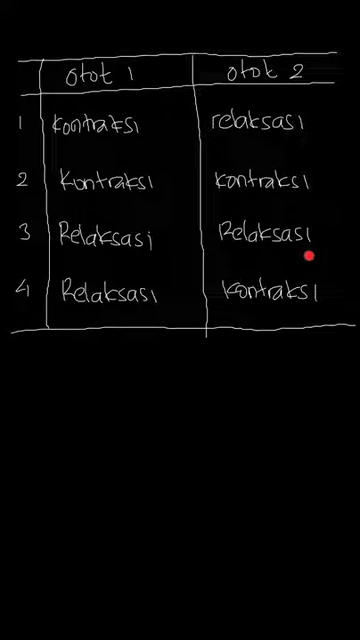 otot 1 otot 2
1 kontraksi relaksasi
2 Kontraksi kontraksi
3 Relaksasi Relaksasi
4 Relaksasi kontraksi